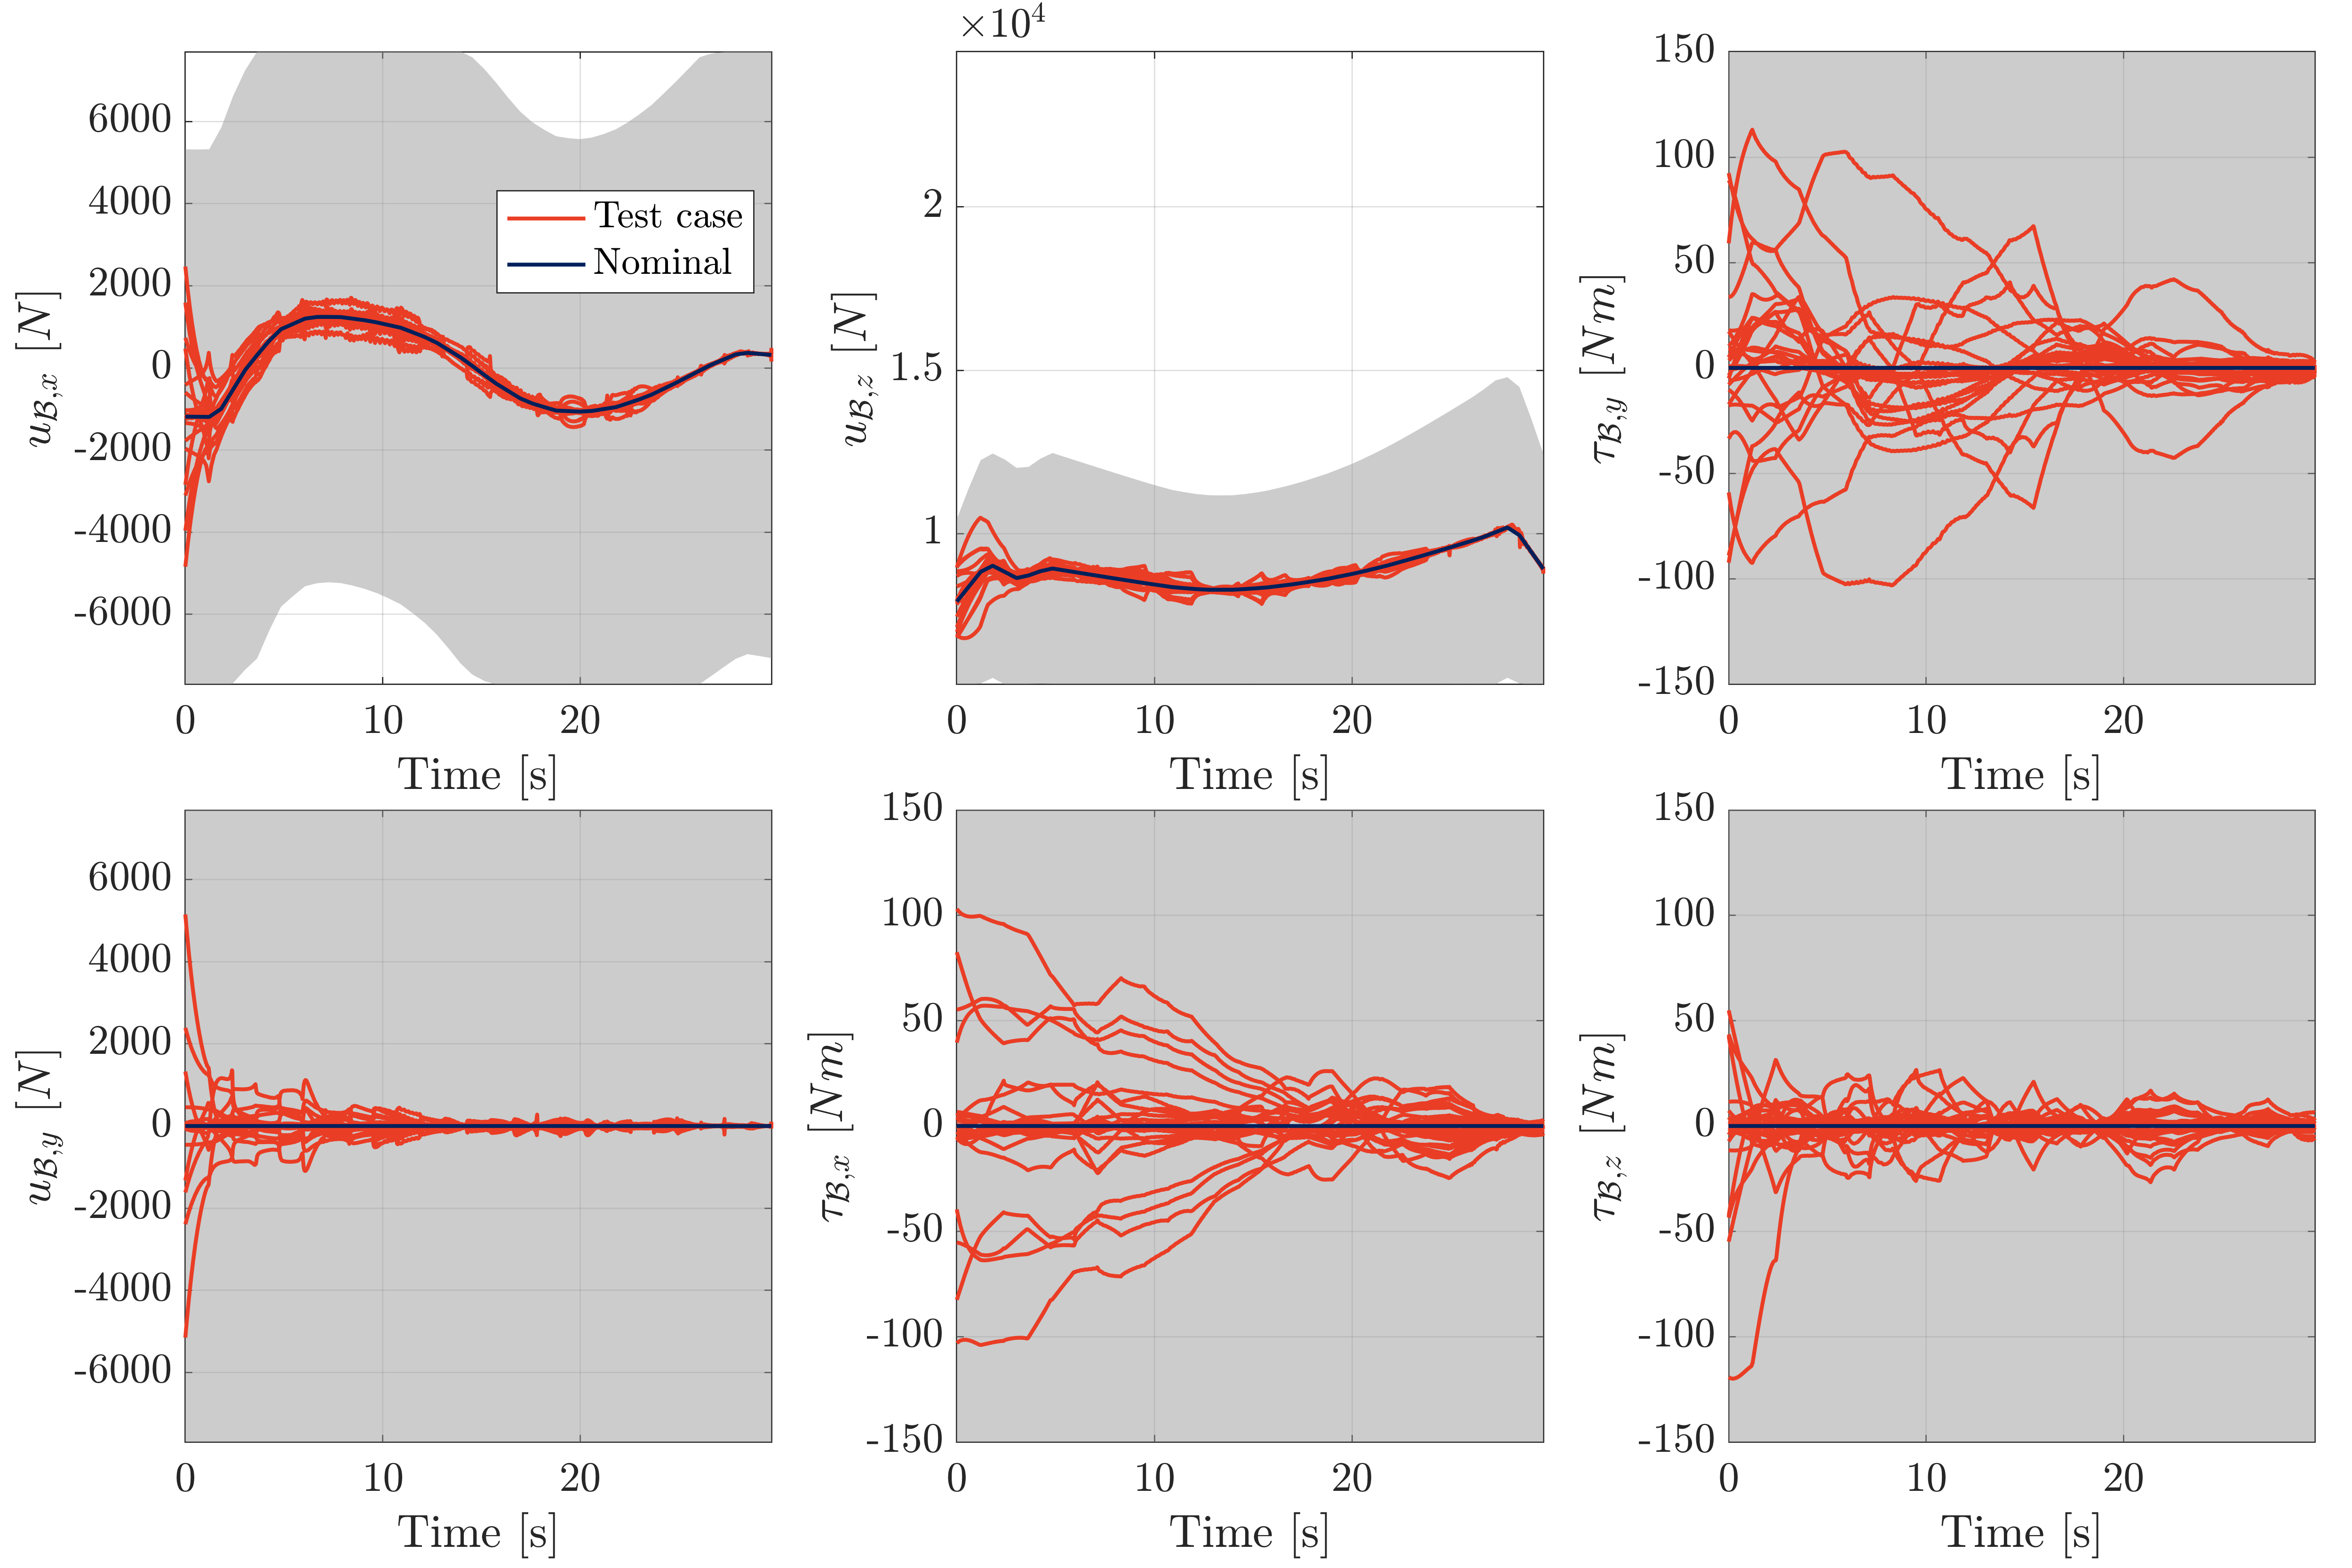 6000
4000
2000
0
-2000
-4000
-6000
u_{B,x} [N]
0 10 20
Time [s]
Test case
Nominal
×10^4
2
1.5
1
u_{B,z} [N]
0 10 20
Time [s]
150
100
50
0
-50
-100
-150
τ_{B,y} [Nm]
0 10 20
Time [s]
6000
4000
2000
0
-2000
-4000
-6000
u_{B,y} [N]
0 10 20
Time [s]
150
100
50
0
-50
-100
-150
τ_{B,x} [Nm]
0 10 20
Time [s]
150
100
50
0
-50
-100
-150
τ_{B,z} [Nm]
0 10 20
Time [s]